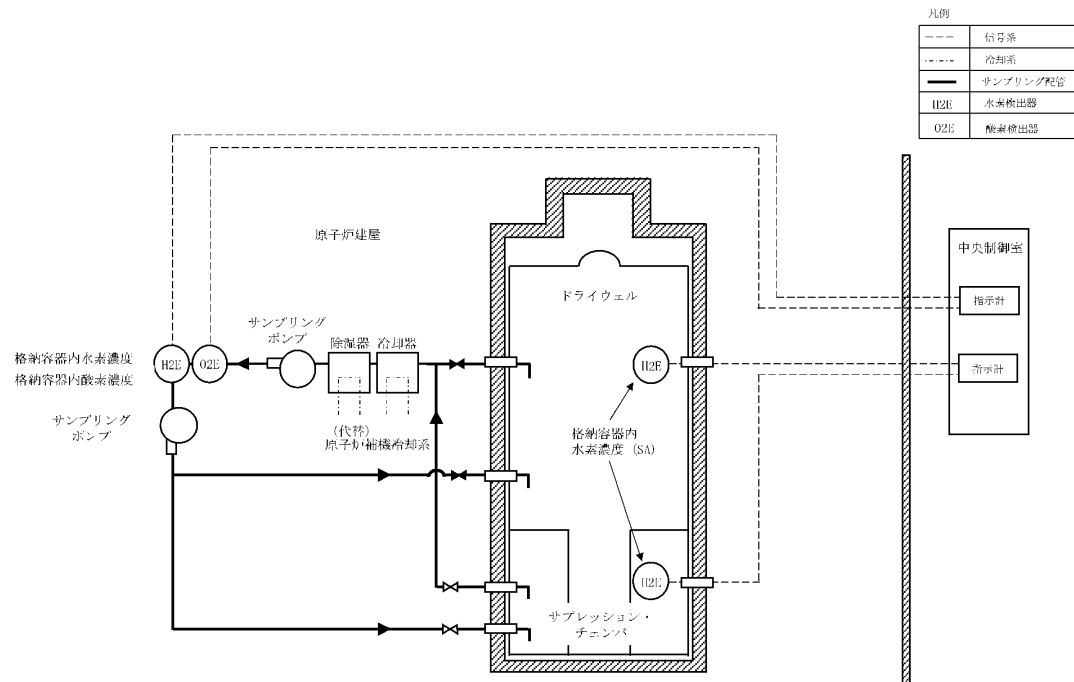 凡例
信号系
冷却系
サンプリング配管
H2E
水素検出器
O2E
酸素検出器
原子炉建屋
中央制御室
ドライウェル
指示計
サンプリング
ポンプ
除湿器
冷却器
格納容器内水素濃度
格納容器内酸素濃度
H2E
O2E
H2E
指示計
サンプリング
ポンプ
(代替)
原子炉補機冷却系
格納容器内
水素濃度 (SA)
H2E
サプレッション・
チェンバ